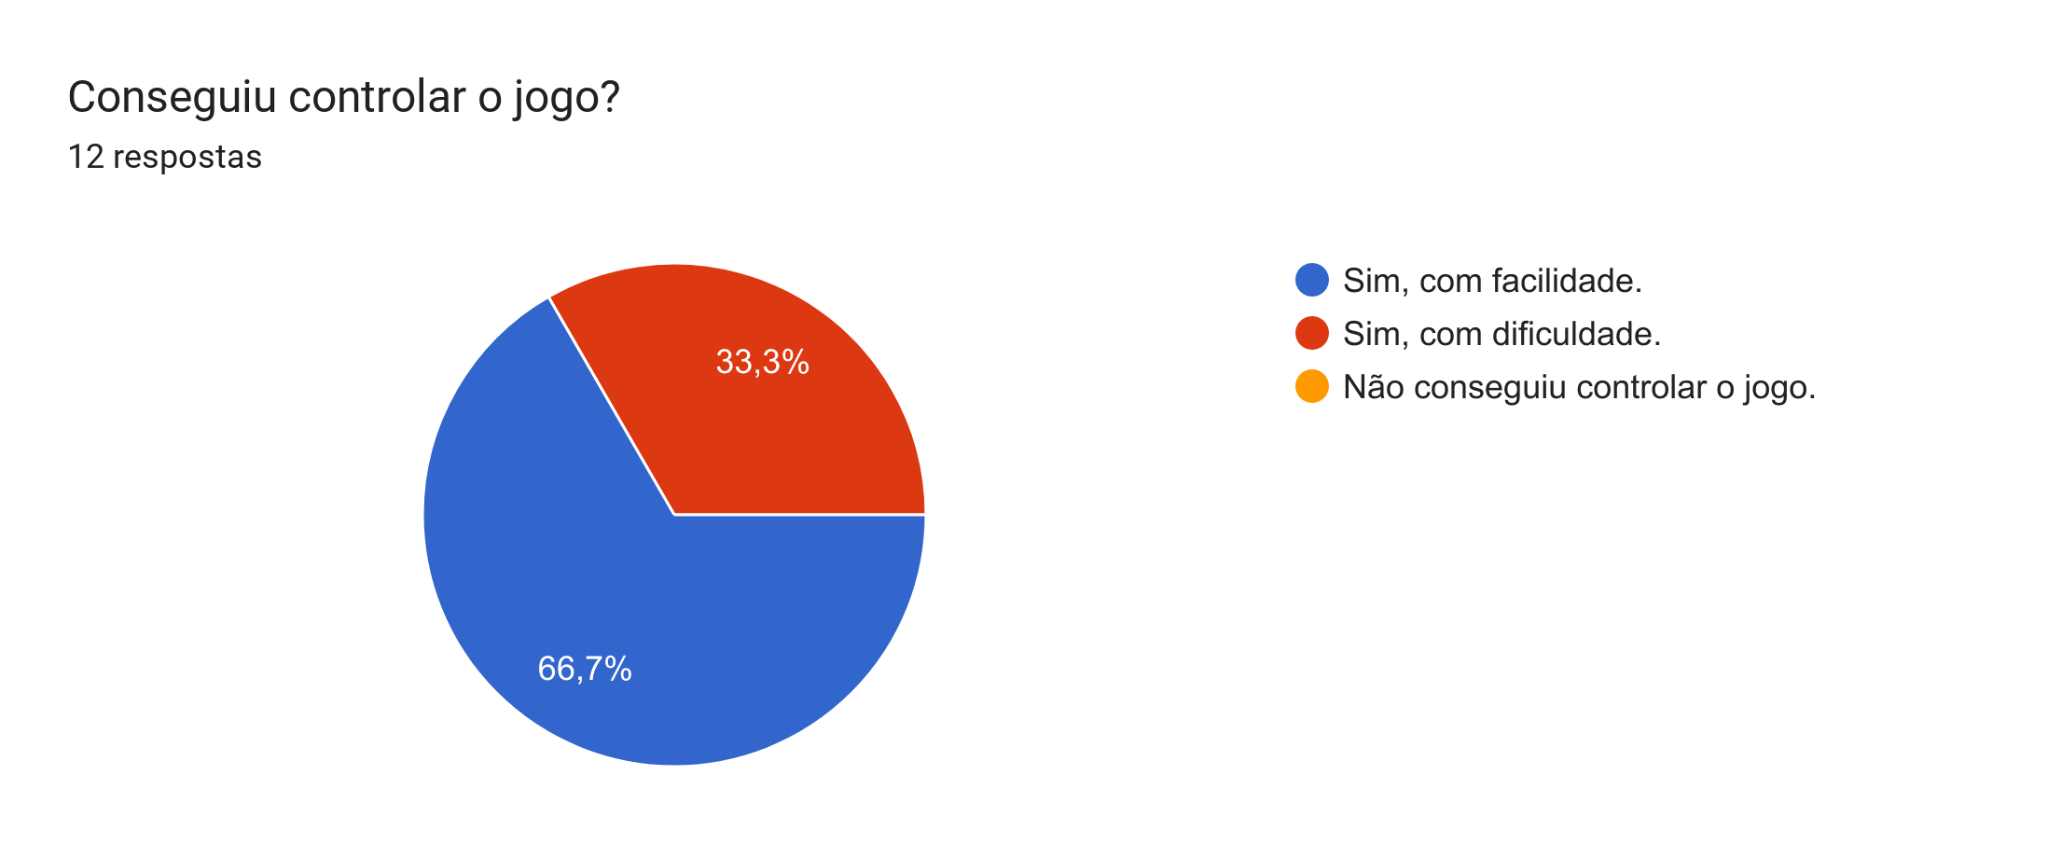 Conseguiu controlar o jogo?
12 respostas
33,3%
66,7%
Sim, com facilidade.
Sim, com dificuldade.
Não conseguiu controlar o jogo.